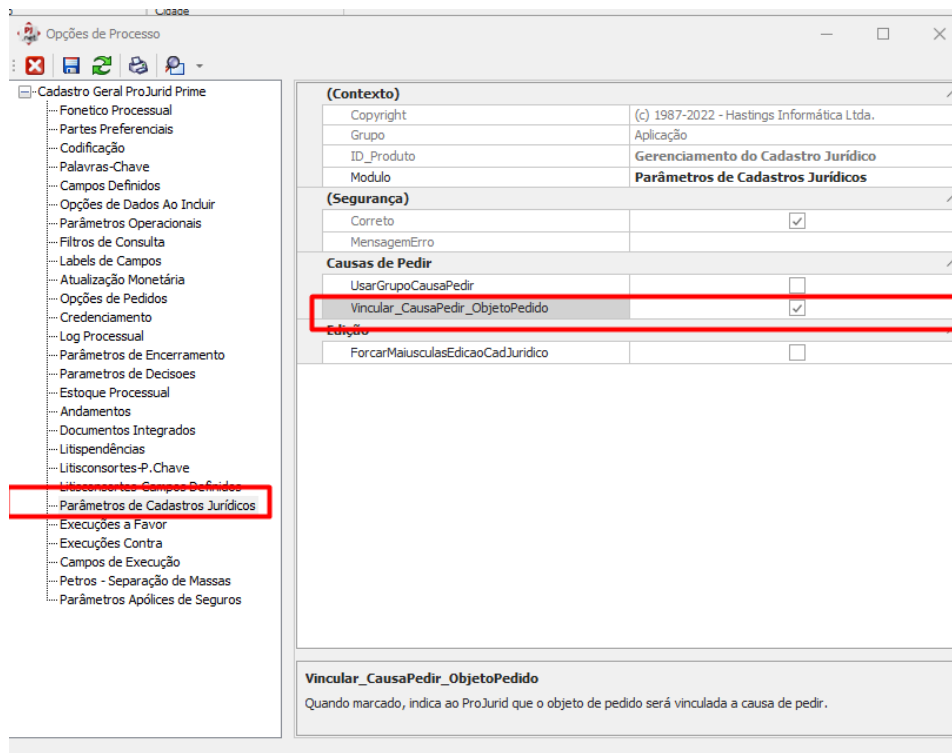 Cidade
Opções de Processo
Cadastro Geral ProJurid Prime
Fonetico Processual
Partes Preferenciais
Codificação
Palavras-Chave
Campos Definidos
Opções de Dados Ao Incluir
Parâmetros Operacionais
Filtros de Consulta
Labels de Campos
Atualização Monetária
Opções de Pedidos
Credenciamento
Log Processual
Parâmetros de Encerramento
Parametros de Decisoes
Estoque Processual
Andamentos
Documentos Integrados
Litispendências
Litisconsortes-P.Chave
Litisconsortes-Campos Definidos
Parâmetros de Cadastros Jurídicos
Execuções a Favor
Execuções Contra
Campos de Execução
Petros - Separação de Massas
Parâmetros Apólices de Seguros
(Contexto)
Copyright (c) 1987-2022 - Hastings Informática Ltda.
Grupo Aplicação
ID_Produto Gerenciamento do Cadastro Jurídico
Modulo Parâmetros de Cadastros Jurídicos
(Segurança)
Correto
MensagemErro
Causas de Pedir
UsarGrupoCausaPedir
Vincular_CausaPedir_ObjetoPedido
Edição
ForcarMaiusculasEdicaoCadJuridico
Vincular_CausaPedir_ObjetoPedido
Quando marcado, indica ao ProJurid que o objeto de pedido será vinculada a causa de pedir.